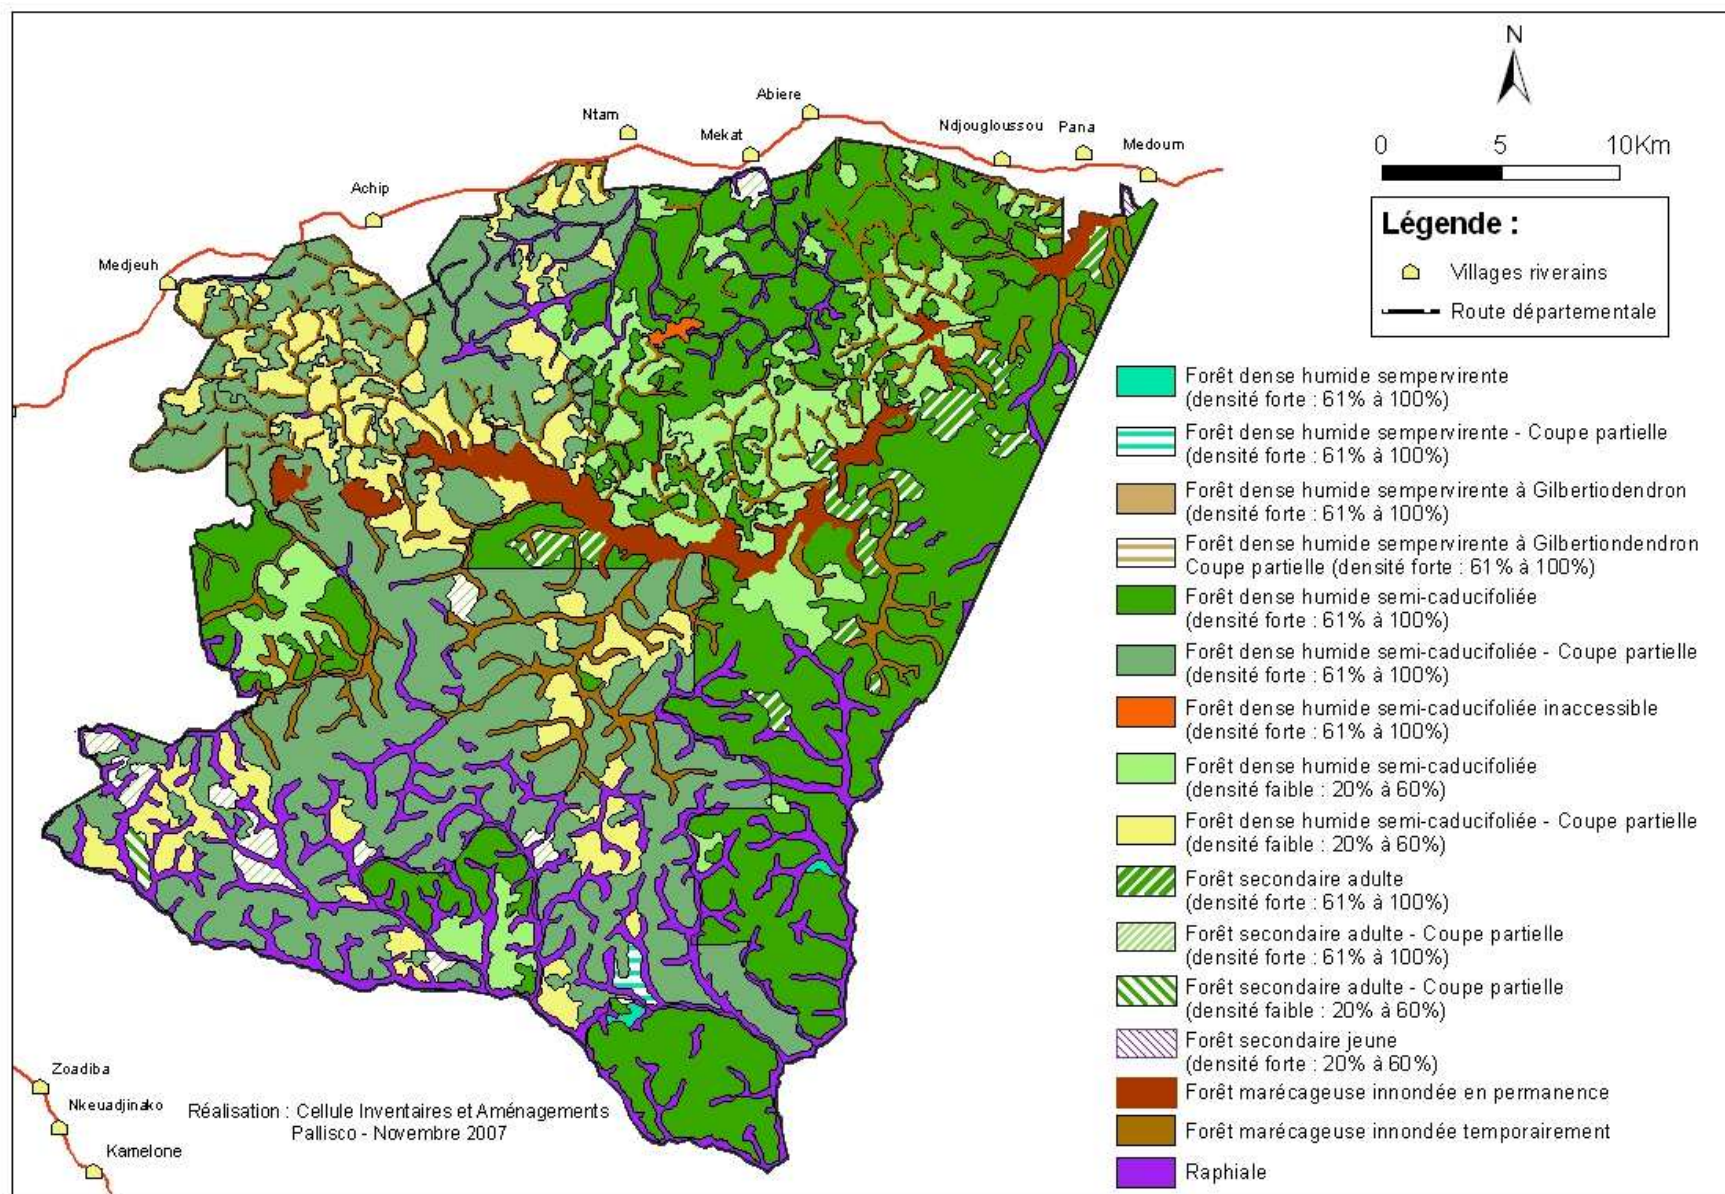 N
Abiere
Ntam
Mekat
Ndjougloussou
Pana
Medoum
Achip
Medjeuh
0 5 10Km
Légende :
Villages riverains
Route départementale
Forêt dense humide sempervirente
(densité forte : 61% à 100%)
Forêt dense humide sempervirente - Coupe partielle
(densité forte : 61% à 100%)
Forêt dense humide sempervirente à Gilbertiodendron
(densité forte : 61% à 100%)
Forêt dense humide sempervirente à Gilbertiondendron
Coupe partielle (densité forte : 61% à 100%)
Forêt dense humide semi-caducifoliée
(densité forte : 61% à 100%)
Forêt dense humide semi-caducifoliée - Coupe partielle
(densité forte : 61% à 100%)
Forêt dense humide semi-caducifoliée inaccessible
(densité forte : 61% à 100%)
Forêt dense humide semi-caducifoliée
(densité faible : 20% à 60%)
Forêt dense humide semi-caducifoliée - Coupe partielle
(densité faible : 20% à 60%)
Forêt secondaire adulte
(densité forte : 61% à 100%)
Forêt secondaire adulte - Coupe partielle
(densité forte : 61% à 100%)
Forêt secondaire adulte - Coupe partielle
(densité faible : 20% à 60%)
Forêt secondaire jeune
(densité forte : 20% à 60%)
Forêt marécageuse innondée en permanence
Forêt marécageuse innondée temporairement
Raphiale
Zoadiba
Nkeuadjinako
Kamelone
Réalisation : Cellule Inventaires et Aménagements
Pallisco - Novembre 2007